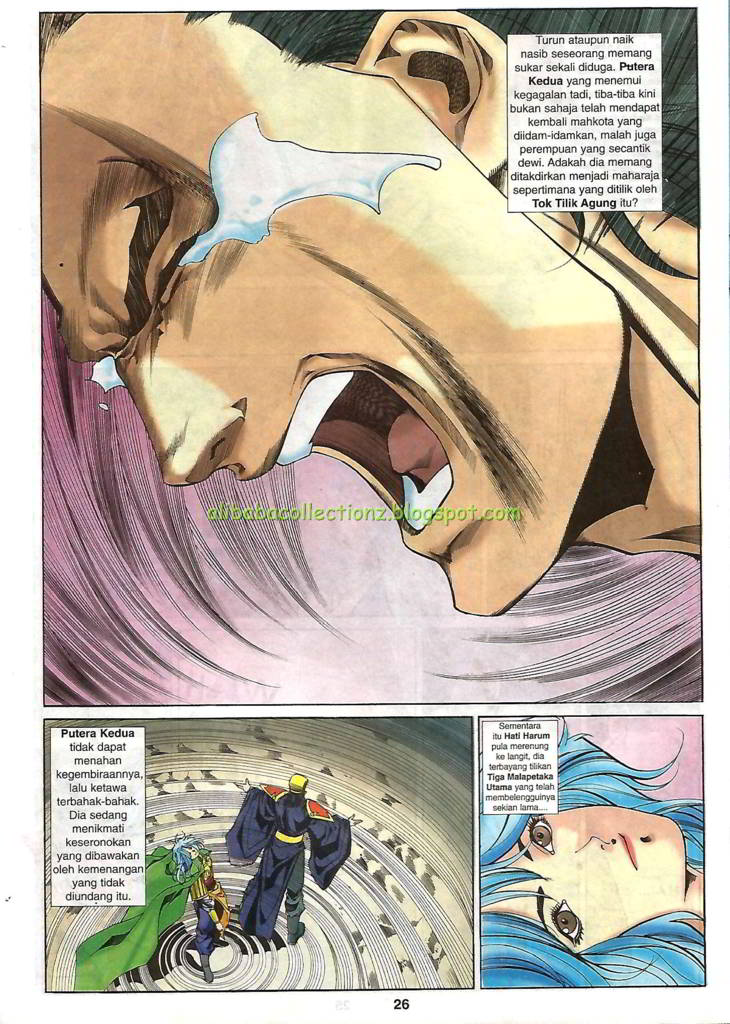 Turun ataupun naik
nasib seseorang memang
sukar sekali diduga. Putera
Kedua yang menemui
kegagalan tadi, tiba-tiba kini
bukan sahaja telah mendapat
kembali mahkota yang
diidam-idamkan, malah juga
perempuan yang secantik
dewi. Adakah dia memang
ditakdirkan menjadi maharaja
sepertimana yang ditilik oleh
Tok Tilik Agung itu?
alibabacollectionz.blogspot.com
Putera Kedua
tidak dapat
menahan
kegembiraannya,
lalu ketawa
terbahak-bahak.
Dia sedang
menikmati
keseronokan
yang dibawakan
oleh kemenangan
yang tidak
diundang itu.
Sementara
itu Hati Harum
pula merenung
ke langit, dia
terbayang tilikan
Tiga Malapetaka
Utama yang telah
membelengguinya
sekian lama....
26